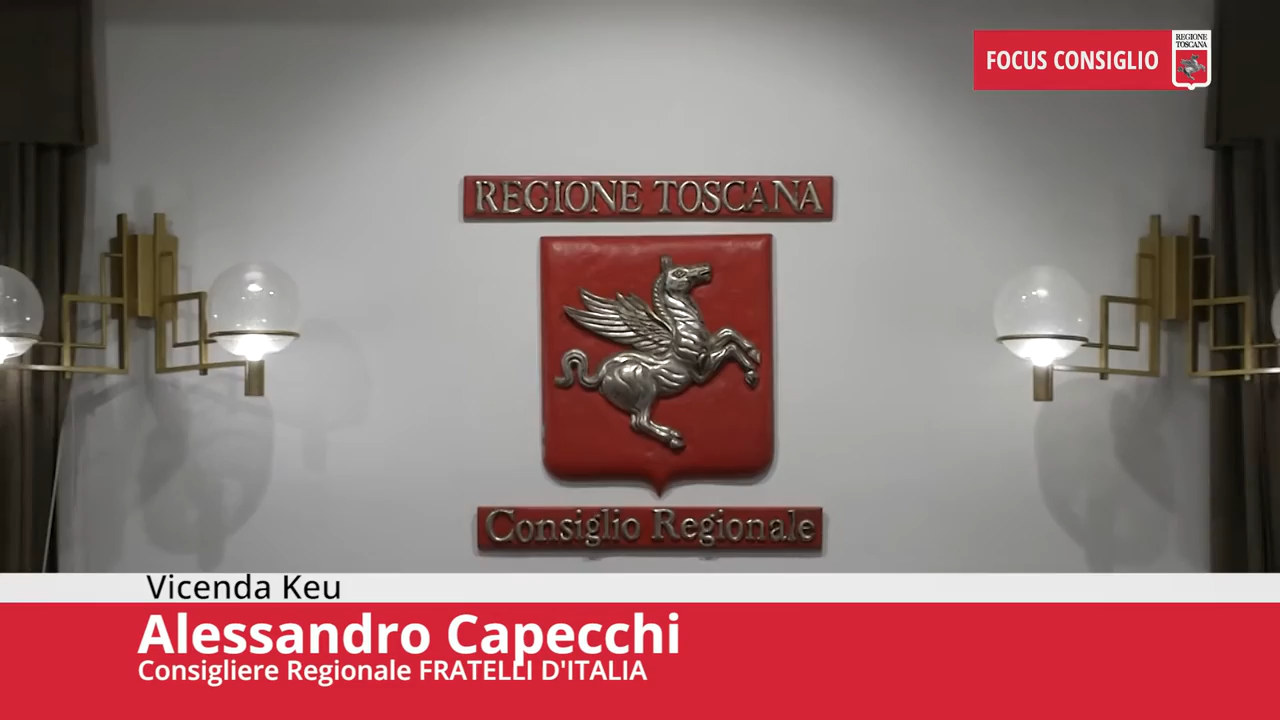 FOCUS CONSIGLIO
REGIONE
TOSCANA
REGIONE TOSCANA
Consiglio Regionale
Vicenda Keu
Alessandro Capecchi
Consigliere Regionale FRATELLI D'ITALIA